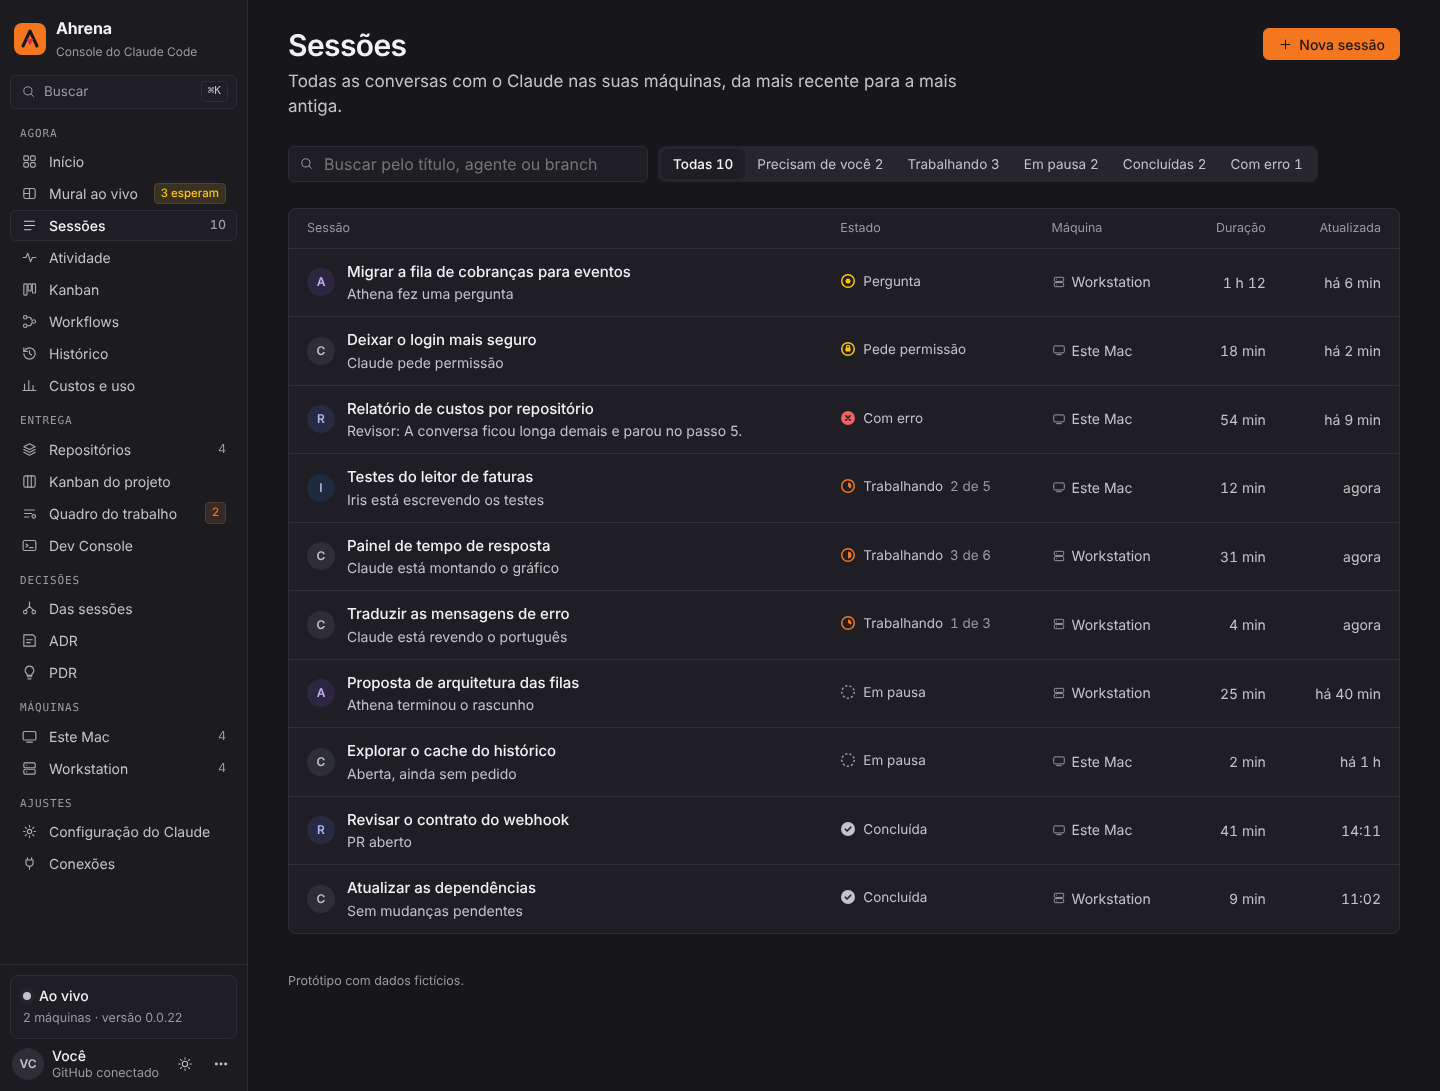 Ahrena
Console do Claude Code
Buscar ⌘K
AGORA
Início
Mural ao vivo 3 esperam
Sessões 10
Atividade
Kanban
Workflows
Histórico
Custos e uso
ENTREGA
Repositórios 4
Kanban do projeto
Quadro do trabalho 2
Dev Console
DECISÕES
Das sessões
ADR
PDR
MÁQUINAS
Este Mac 4
Workstation 4
AJUSTES
Configuração do Claude
Conexões
Ao vivo
2 máquinas · versão 0.0.22
VC
Você
GitHub conectado
Sessões
Nova sessão
Todas as conversas com o Claude nas suas máquinas, da mais recente para a mais
antiga.
Buscar pelo título, agente ou branch
Todas 10 Precisam de você 2 Trabalhando 3 Em pausa 2 Concluídas 2 Com erro 1
Sessão Estado Máquina Duração Atualizada
A Migrar a fila de cobranças para eventos Pergunta Workstation 1 h 12 há 6 min
Athena fez uma pergunta
C Deixar o login mais seguro Pede permissão Este Mac 18 min há 2 min
Claude pede permissão
R Relatório de custos por repositório Com erro Este Mac 54 min há 9 min
Revisor: A conversa ficou longa demais e parou no passo 5.
I Testes do leitor de faturas Trabalhando 2 de 5 Este Mac 12 min agora
Iris está escrevendo os testes
C Painel de tempo de resposta Trabalhando 3 de 6 Workstation 31 min agora
Claude está montando o gráfico
C Traduzir as mensagens de erro Trabalhando 1 de 3 Workstation 4 min agora
Claude está revendo o português
A Proposta de arquitetura das filas Em pausa Workstation 25 min há 40 min
Athena terminou o rascunho
C Explorar o cache do histórico Em pausa Este Mac 2 min há 1 h
Aberta, ainda sem pedido
R Revisar o contrato do webhook Concluída Este Mac 41 min 14:11
PR aberto
C Atualizar as dependências Concluída Workstation 9 min 11:02
Sem mudanças pendentes
Protótipo com dados fictícios.